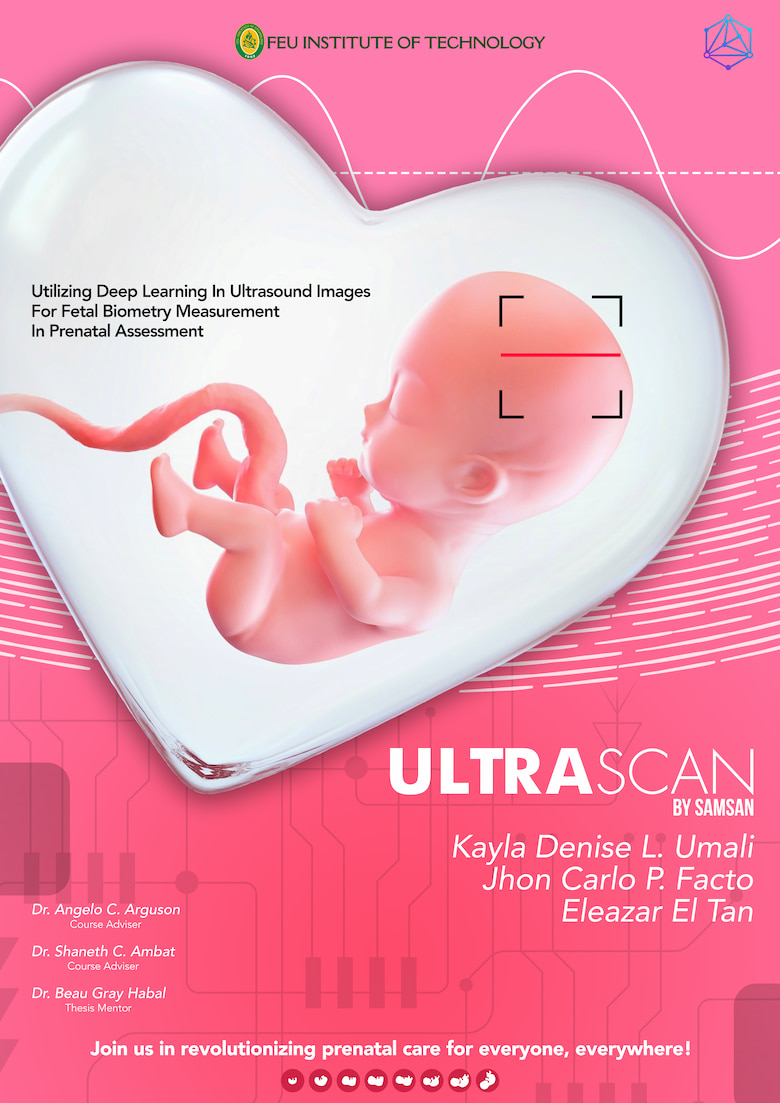 FEU INSTITUTE OF TECHNOLOGY
Utilizing Deep Learning In Ultrasound Images
For Fetal Biometry Measurement
In Prenatal Assessment
ULTRASCAN
BY SAMSAN
Kayla Denise L. Umali
Jhon Carlo P. Facto
Eleazar El Tan
Dr. Angelo C. Arguson
Course Adviser
Dr. Shaneth C. Ambat
Course Adviser
Dr. Beau Gray Habal
Thesis Mentor
Join us in revolutionizing prenatal care for everyone, everywhere!